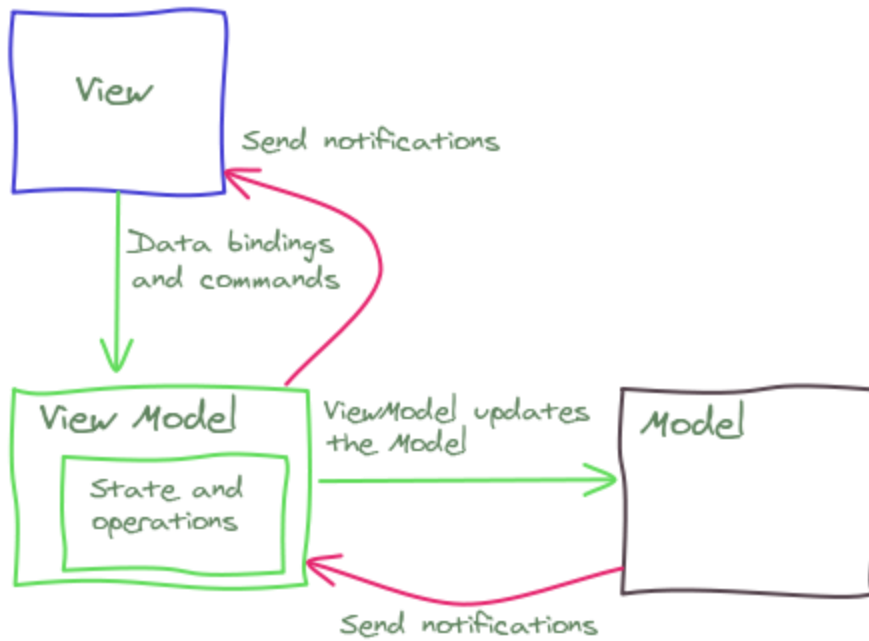 View
Send notifications
Data bindings
and commands
View Model
State and
operations
ViewModel updates
the Model
Model
Send notifications